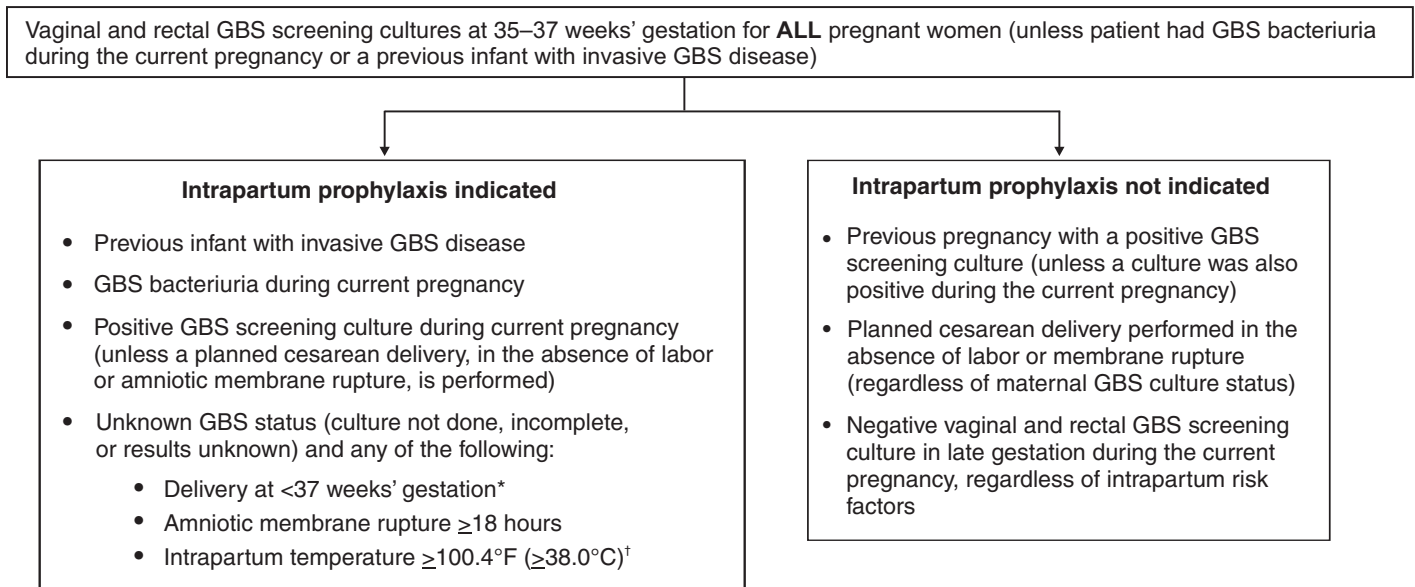 Vaginal and rectal GBS screening cultures at 35–37 weeks’ gestation for ALL pregnant women (unless patient had GBS bacteriuria
during the current pregnancy or a previous infant with invasive GBS disease)
Intrapartum prophylaxis indicated
• Previous infant with invasive GBS disease
• GBS bacteriuria during current pregnancy
• Positive GBS screening culture during current pregnancy
(unless a planned cesarean delivery, in the absence of labor
or amniotic membrane rupture, is performed)
• Unknown GBS status (culture not done, incomplete,
or results unknown) and any of the following:
• Delivery at <37 weeks’ gestation*
• Amniotic membrane rupture ≥18 hours
• Intrapartum temperature ≥100.4°F (≥38.0°C)†
Intrapartum prophylaxis not indicated
• Previous pregnancy with a positive GBS
screening culture (unless a culture was also
positive during the current pregnancy)
• Planned cesarean delivery performed in the
absence of labor or membrane rupture
(regardless of maternal GBS culture status)
• Negative vaginal and rectal GBS screening
culture in late gestation during the current
pregnancy, regardless of intrapartum risk
factors